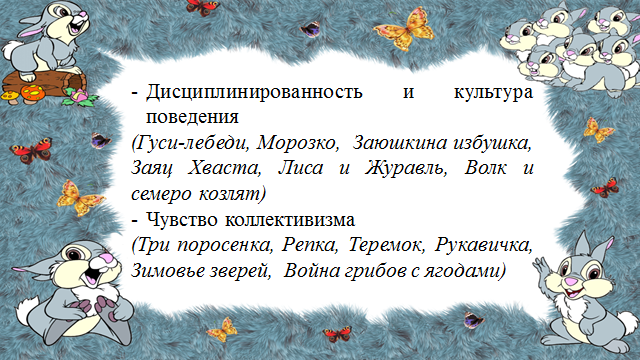 - Дисциплинированность и культура
поведения
(Гуси-лебеди, Морозко, Заюшкина избушка,
Заяц Хваста, Лиса и Журавль, Волк и
семеро козлят)
- Чувство коллективизма
(Три поросенка, Репка, Теремок, Рукавичка,
Зимовье зверей, Война грибов с ягодами)